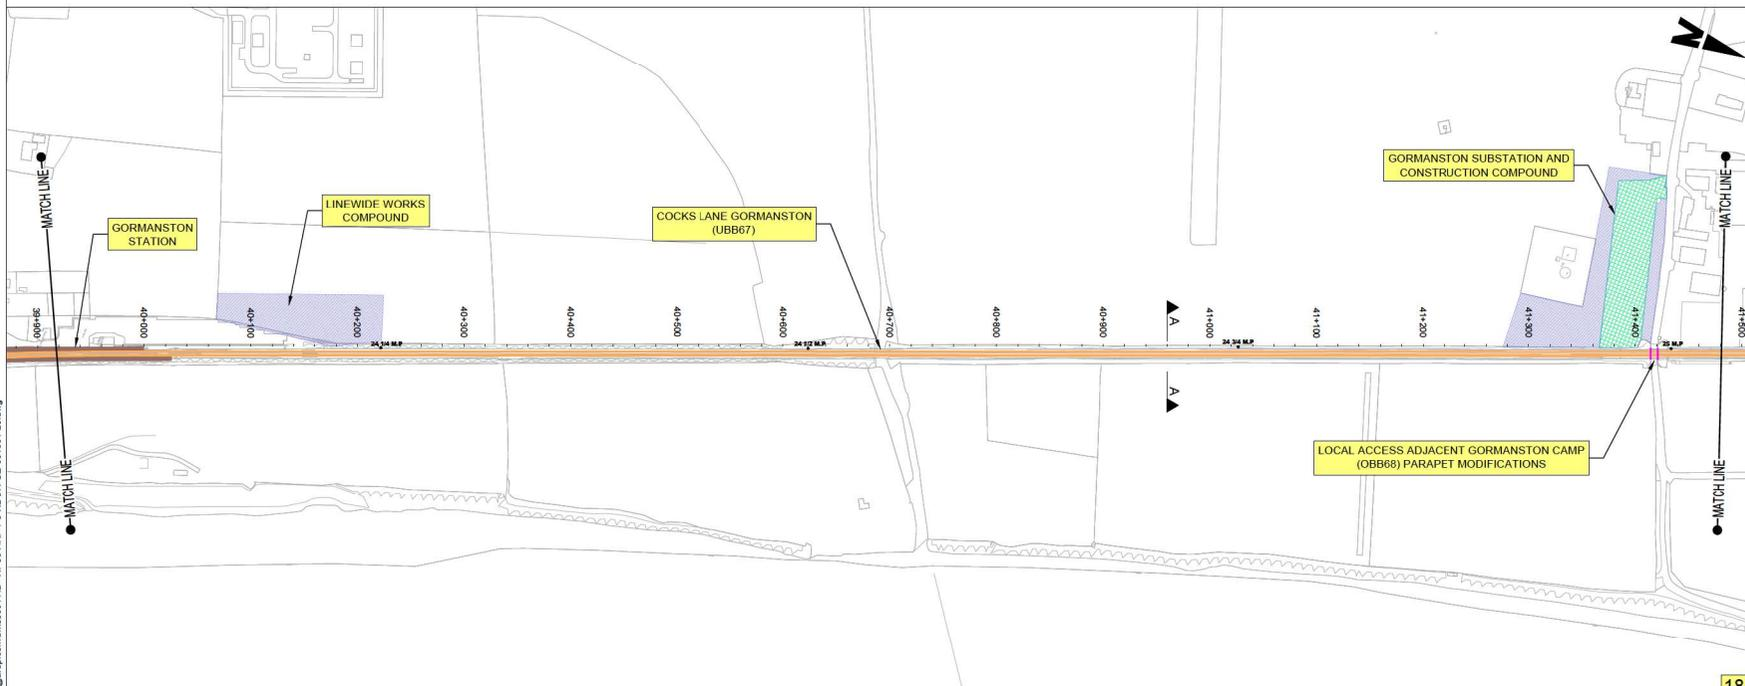 N
MATCH LINE
GORMANSTON
STATION
LINEWIDE WORKS
COMPOUND
COCKS LANE GORMANSTON
(UBB67)
GORMANSTON SUBSTATION AND
CONSTRUCTION COMPOUND
MATCH LINE
39+900
40+000
40+100
40+200
40+300
40+400
40+500
40+600
40+700
40+800
40+900
A
41+000
41+100
41+200
41+300
41+400
41+500
24 1/4 M.P
24 1/2 M.P
24 3/4 M.P
25 M.P
A
LOCAL ACCESS ADJACENT GORMANSTON CAMP
(OBB68) PARAPET MODIFICATIONS
MATCH LINE
MATCH LINE
18